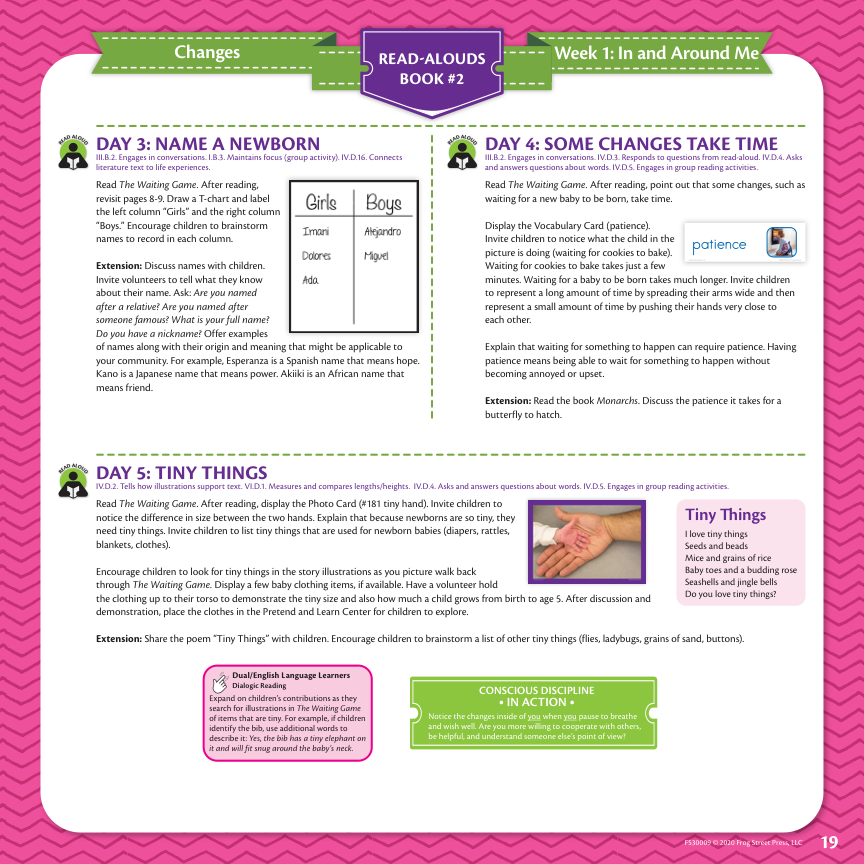 Changes
READ-ALOUDS
BOOK #2
Week 1: In and Around Me
READ ALOUD
DAY 3: NAME A NEWBORN
III.B.2. Engages in conversations. I.B.3. Maintains focus (group activity). IV.D.16. Connects
literature text to life experiences.
Read The Waiting Game. After reading,
revisit pages 8-9. Draw a T-chart and label
the left column "Girls" and the right column
"Boys." Encourage children to brainstorm
names to record in each column.
Girls Boys
Imani Alejandro
Dolores Miguel
Ada
Extension: Discuss names with children.
Invite volunteers to tell what they know
about their name. Ask: Are you named
after a relative? Are you named after
someone famous? What is your full name?
Do you have a nickname? Offer examples
of names along with their origin and meaning that might be applicable to
your community. For example, Esperanza is a Spanish name that means hope.
Kano is a Japanese name that means power. Akiiki is an African name that
means friend.
READ ALOUD
DAY 4: SOME CHANGES TAKE TIME
III.B.2. Engages in conversations. IV.D.3. Responds to questions from read-aloud. IV.D.4. Asks
and answers questions about words. IV.D.5. Engages in group reading activities.
Read The Waiting Game. After reading, point out that some changes, such as
waiting for a new baby to be born, take time.
Display the Vocabulary Card (patience).
Invite children to notice what the child in the
picture is doing (waiting for cookies to bake).
Waiting for cookies to bake takes just a few
minutes. Waiting for a baby to be born takes much longer. Invite children
to represent a long amount of time by spreading their arms wide and then
represent a small amount of time by pushing their hands very close to
each other.
patience
Explain that waiting for something to happen can require patience. Having
patience means being able to wait for something to happen without
becoming annoyed or upset.
Extension: Read the book Monarchs. Discuss the patience it takes for a
butterfly to hatch.
READ ALOUD
DAY 5: TINY THINGS
IV.D.2. Tells how illustrations support text. VI.D.1. Measures and compares lengths/heights. IV.D.4. Asks and answers questions about words. IV.D.5. Engages in group reading activities.
Read The Waiting Game. After reading, display the Photo Card (#181 tiny hand). Invite children to
notice the difference in size between the two hands. Explain that because newborns are so tiny, they
need tiny things. Invite children to list tiny things that are used for newborn babies (diapers, rattles,
blankets, clothes).
Encourage children to look for tiny things in the story illustrations as you picture walk back
through The Waiting Game. Display a few baby clothing items, if available. Have a volunteer hold
the clothing up to their torso to demonstrate the tiny size and also how much a child grows from birth to age 5. After discussion and
demonstration, place the clothes in the Pretend and Learn Center for children to explore.
Extension: Share the poem "Tiny Things" with children. Encourage children to brainstorm a list of other tiny things (flies, ladybugs, grains of sand, buttons).
Tiny Things
I love tiny things
Seeds and beads
Mice and grains of rice
Baby toes and a budding rose
Seashells and jingle bells
Do you love tiny things?
Dual/English Language Learners
Dialogic Reading
Expand on children's contributions as they
search for illustrations in The Waiting Game
of items that are tiny. For example, if children
identify the bib, use additional words to
describe it: Yes, the bib has a tiny elephant on
it and will fit snug around the baby's neck.
CONSCIOUS DISCIPLINE
• IN ACTION •
Notice the changes inside of you when you pause to breathe
and wish well. Are you more willing to cooperate with others,
be helpful, and understand someone else's point of view?
FS30009 © 2020 Frog Street Press, LLC 19